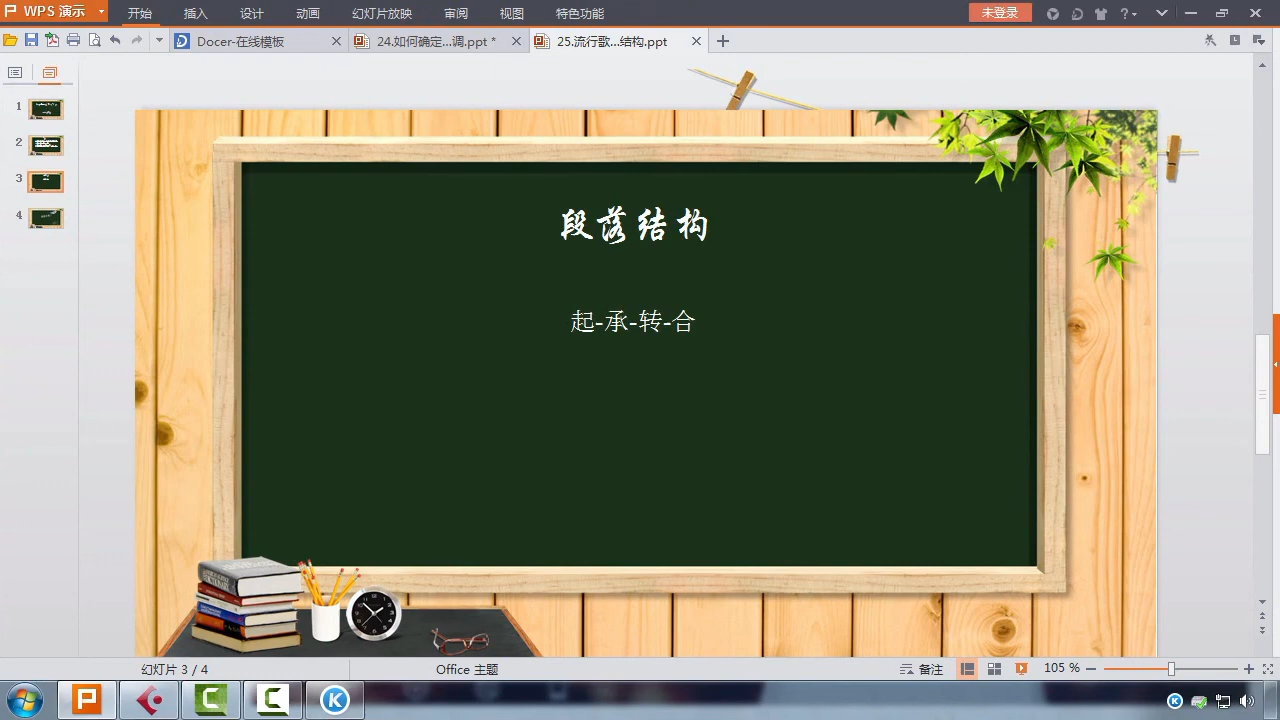 WPS 演示
开始 插入 设计 动画 幻灯片放映 审阅 视图 特色功能
未登录
Docer-在线模板
24.如何确定...调.ppt *
25.流行歌...结构.ppt
1
2
3
4
段落结构
起-承-转-合
幻灯片 3 / 4
Office 主题
备注
105 %